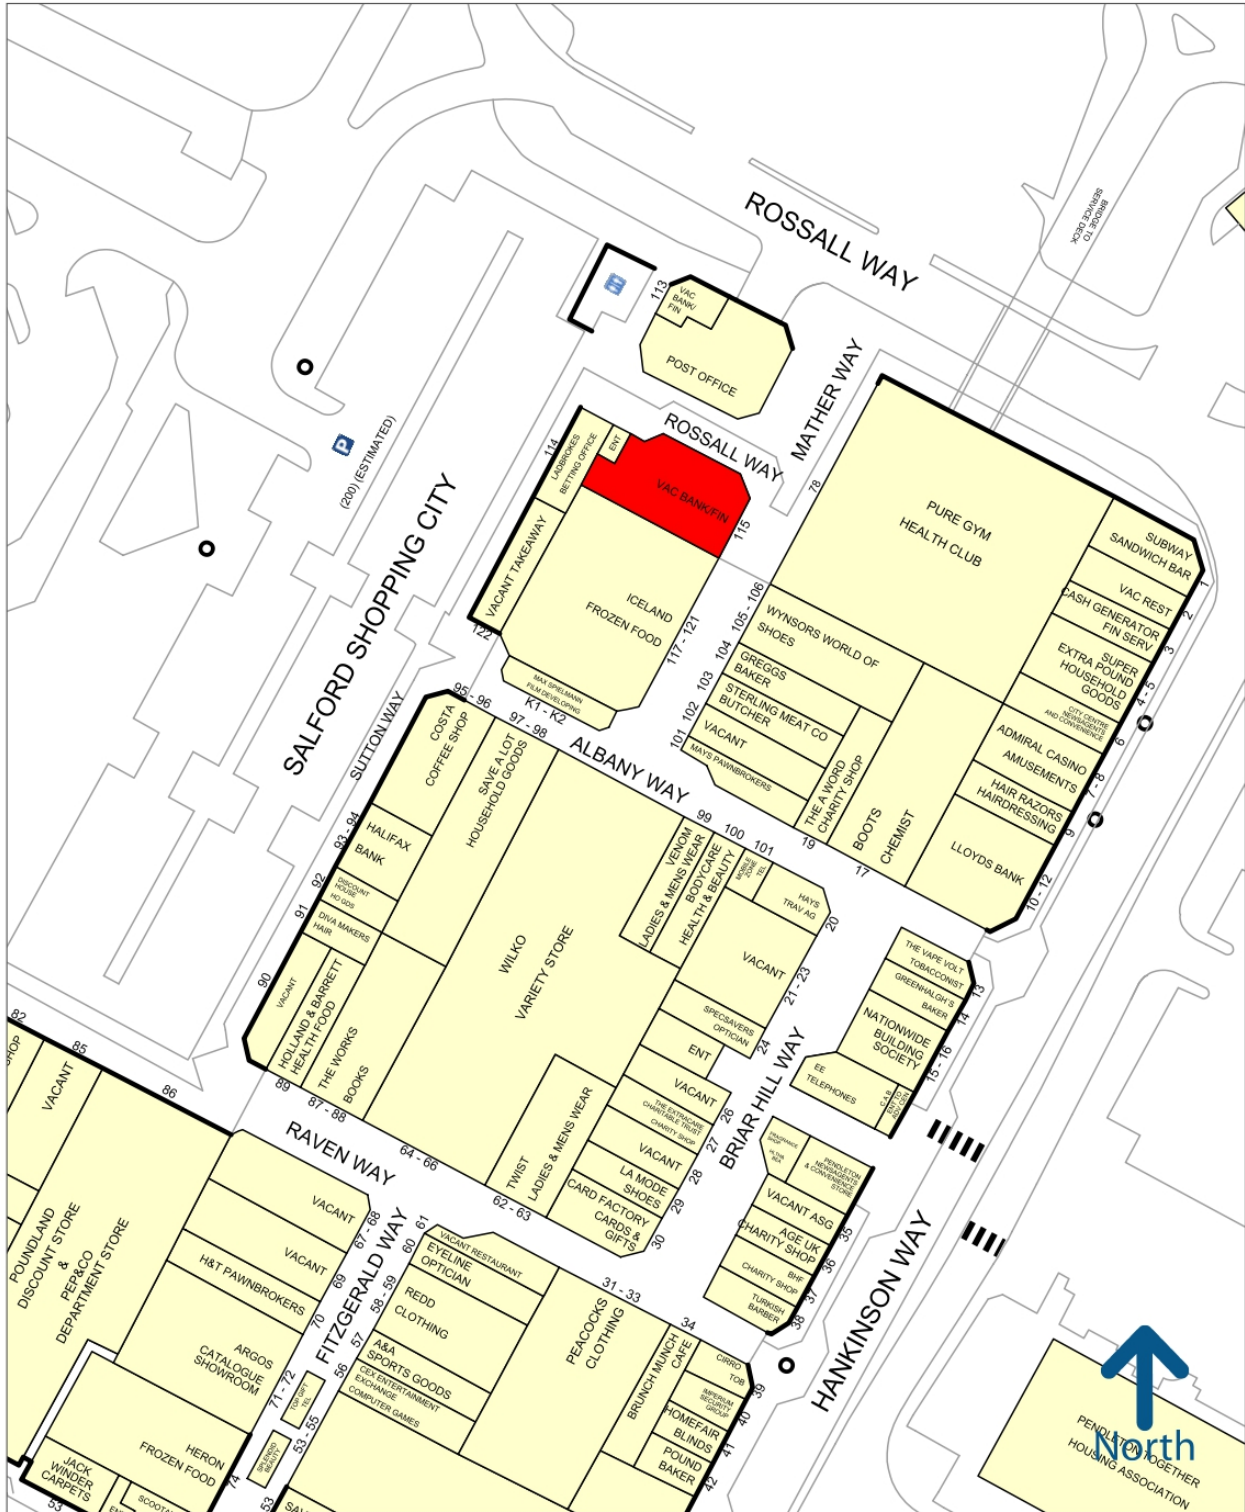 ROSSALL WAY
BRIDGE TO
SERVICE DECK
113
VAC
BANK/
FIN
POST OFFICE
MATHER WAY
ROSSALL WAY
P
(200) (ESTIMATED)
SALFORD SHOPPING CITY
114
LADBROKES
BETTING OFFICE
ENT
VAC BANK/FIN
115
VACANT TAKEAWAY
122
ICELAND
FROZEN FOOD
117 - 121
MAX SPIELMANN
FILM DEVELOPING
K1 - K2
78
PURE GYM
HEALTH CLUB
SUBWAY
SANDWICH BAR
1
VAC REST
2
CASH GENERATOR
FIN SERV
3
SUPER
EXTRA POUND
HOUSEHOLD
GOODS
4 - 5
CITY CENTRE
NEWSAGENTS
AND CONVENIENCE
6
ADMIRAL CASINO
AMUSEMENTS
7 - 8
HAIR RAZORS
HAIRDRESSING
9
LLOYDS BANK
10 - 12
105 - 106
WYNSORS WORLD OF
SHOES
104
GREGGS
BAKER
103
STERLING MEAT CO
BUTCHER
102
VACANT
101
MAYS PAWNBROKERS
THE A WORD
CHARITY SHOP
19
BOOTS
CHEMIST
17
SUTTON WAY
95 - 96
97 - 98
ALBANY WAY
99
100
101
COSTA
COFFEE SHOP
SAVE A LOT
HOUSEHOLD GOODS
93 - 94
HALIFAX
BANK
92
DISCOUNT
HOUSE
HO GDS
91
DIVA MAKERS
HAIR
90
VACANT
HOLLAND & BARRETT
HEALTH FOOD
89
THE WORKS
BOOKS
87 - 88
WILKO
VARIETY STORE
64 - 66
VENOM
LADIES & MENS WEAR
BODYCARE
HEALTH & BEAUTY
MOBILE
ZONE
TEL
HAYS
TRAV AG
20
VACANT
21 - 23
SPECSAVERS
OPTICIAN
24
ENT
VACANT
26
THE EXTRACARE
CHARITABLE TRUST
CHARITY SHOP
27
VACANT
28
LA MODE
SHOES
29
CARD FACTORY
CARDS &
GIFTS
30
TWIST
LADIES & MENS WEAR
62 - 63
BRIAR HILL WAY
THE VAPE VOLT
TOBACCONIST
13
GREENHALGH'S
BAKER
14
NATIONWIDE
BUILDING
SOCIETY
15 - 16
EE
TELEPHONES
C A B
ENT TO
ADV CEN
FRAGRANCE
SHOP
PENDLETON
NEWSAGENTS
& CONVENIENCE
STORE
VACANT ASG
35
AGE UK
CHARITY SHOP
36
BHF
CHARITY SHOP
37
TURKISH
BARBER
38
HANKINSON WAY
82
SHOP
85
VACANT
86
RAVEN WAY
POUNDLAND
DISCOUNT STORE
&
PEP&CO
DEPARTMENT STORE
VACANT
67 - 68
VACANT
69
H&T PAWNBROKERS
70
ARGOS
CATALOGUE
SHOWROOM
71 - 72
HERON
FROZEN FOOD
74
JACK
WINDER
CARPETS
53
FITZGERALD WAY
TOP GIFT
TEL
SPLENDID
BEAUTY
61
60
VACANT RESTAURANT
EYELINE
OPTICIAN
58 - 59
REDD
CLOTHING
57
A&A
SPORTS GOODS
56
CEX ENTERTAINMENT
EXCHANGE
COMPUTER GAMES
53 - 55
53
31 - 33
PEACOCKS
CLOTHING
34
BRUNCH MUNCH
CAFE
CIRRO
TOB
39
IMPERIUM
SECURITY
GROUP
40
HOMEFAIR
BLINDS
41
POUND
BAKER
42
PENDLETON TOGETHER
HOUSING ASSOCIATION
North